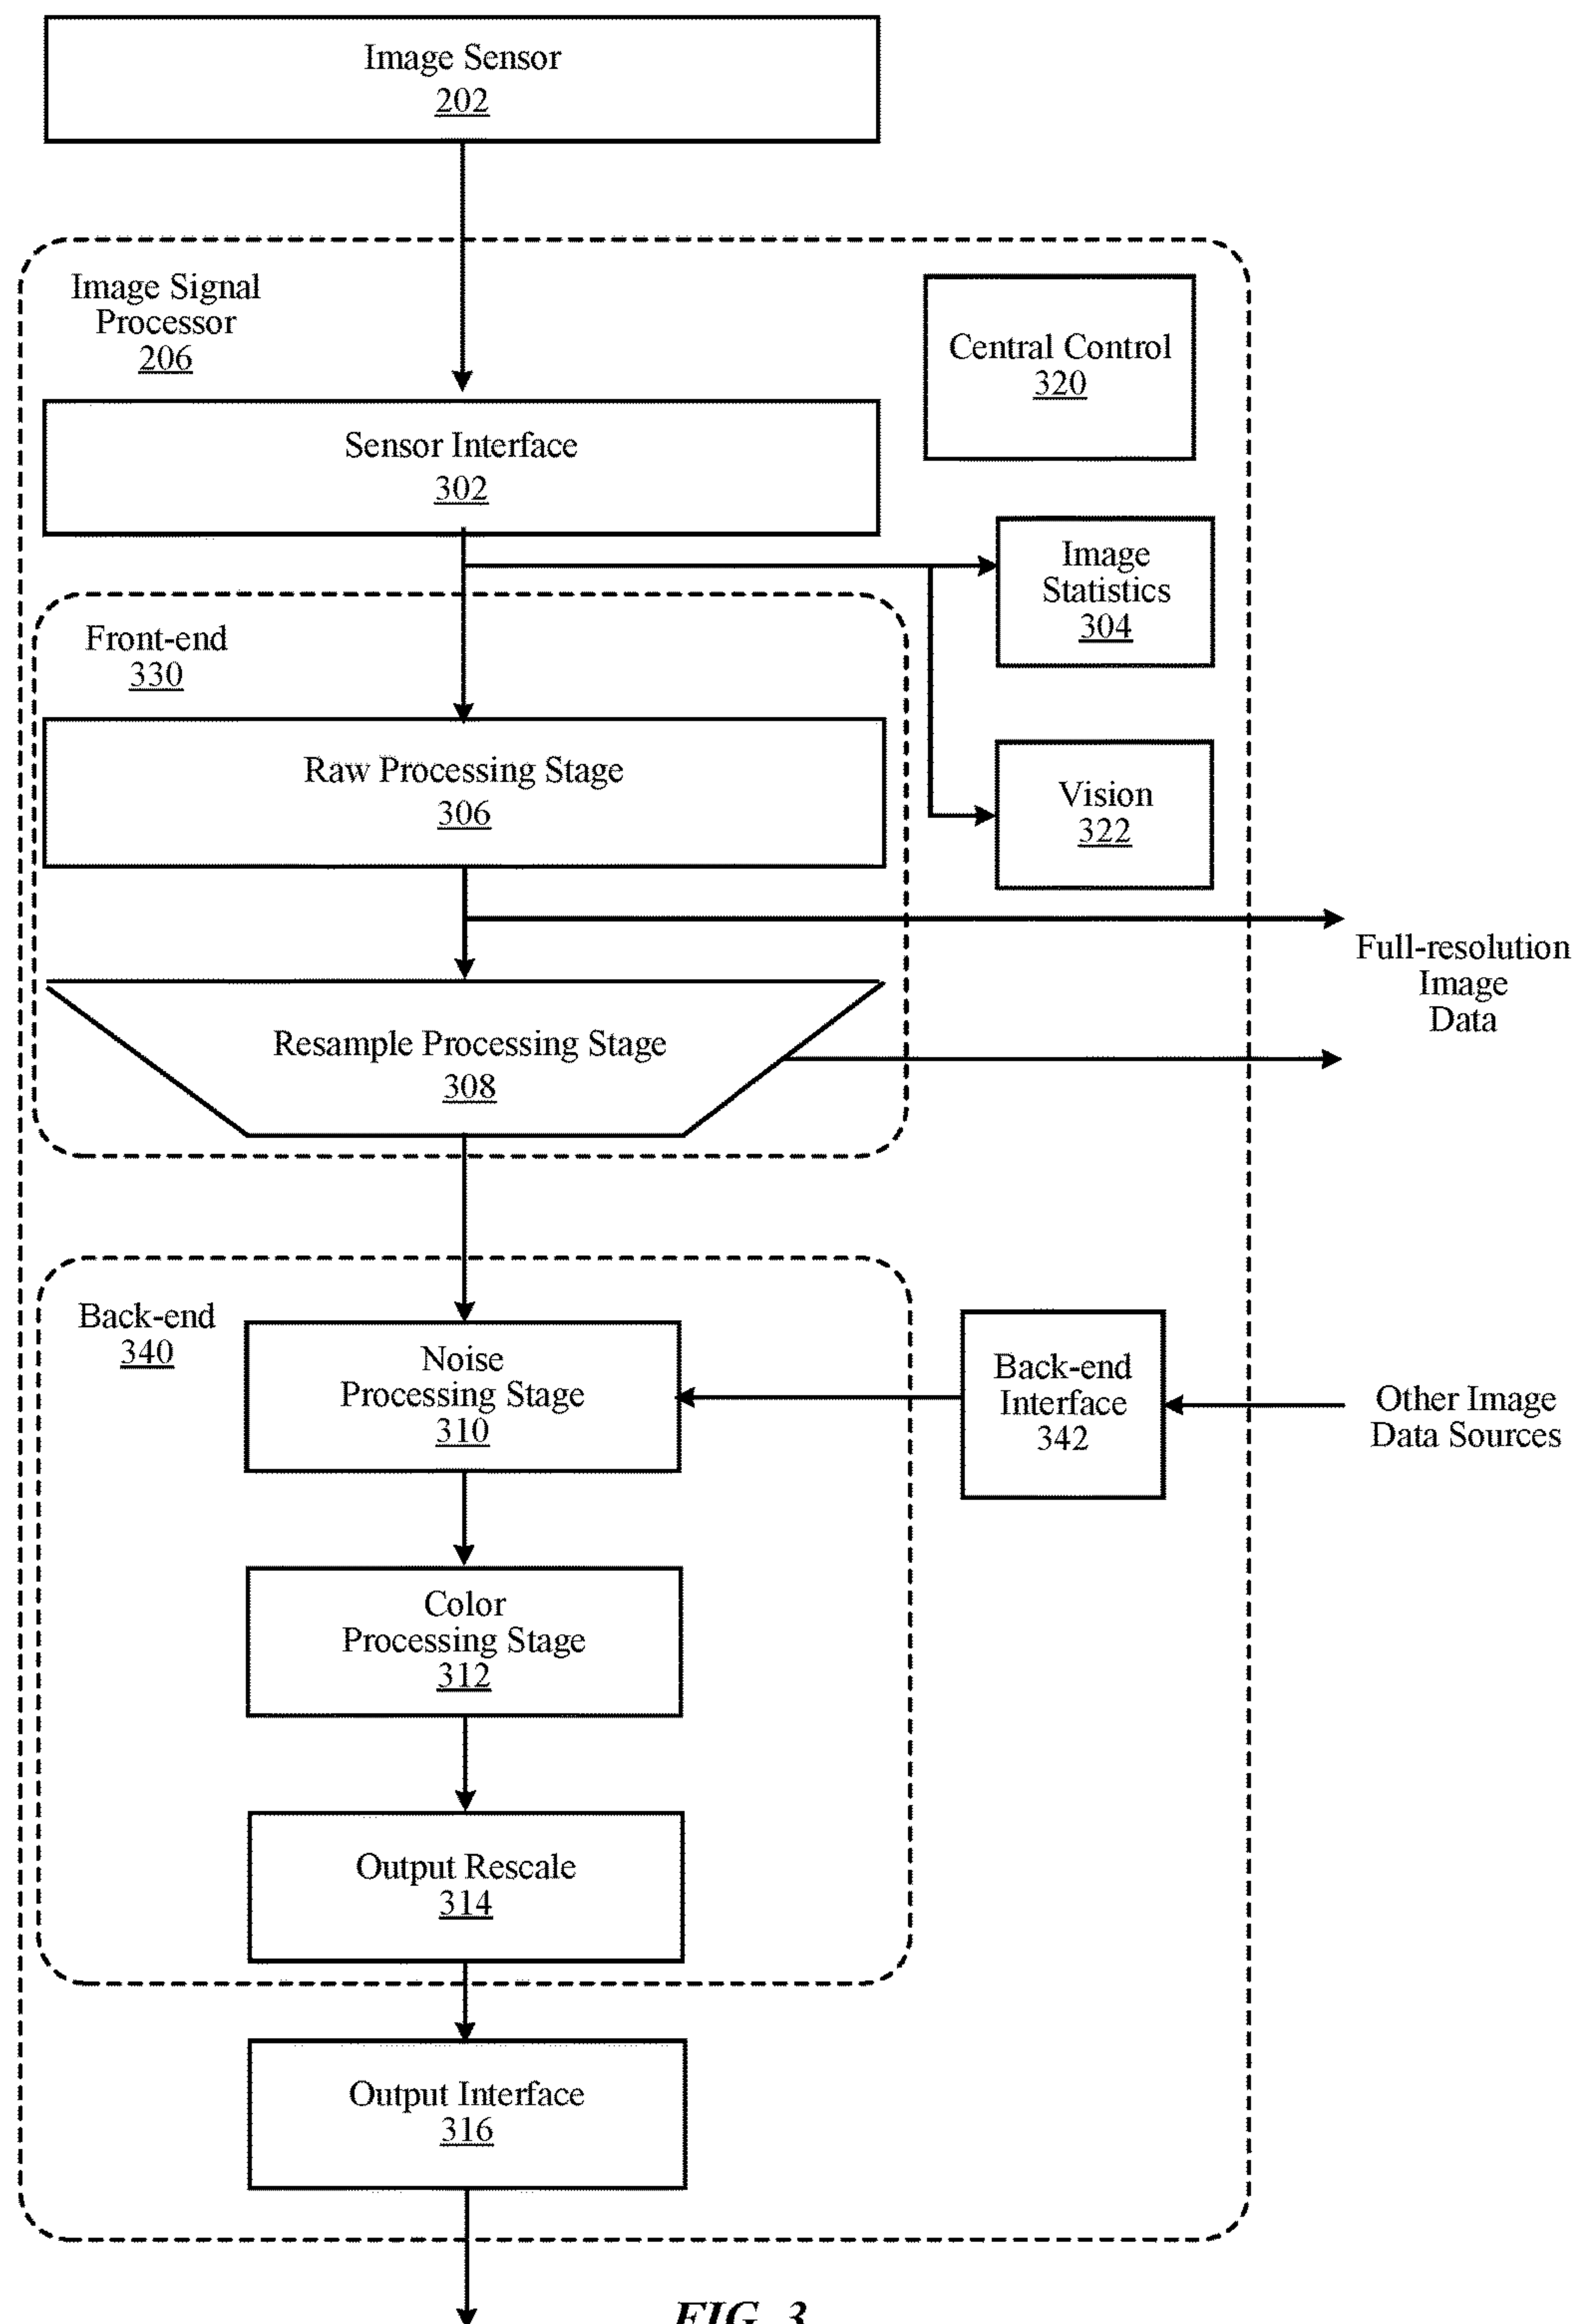 Image Sensor
202
Image Signal
Processor
206
Central Control
320
Sensor Interface
302
Image
Statistics
304
Front-end
330
Raw Processing Stage
306
Vision
322
Full-resolution
Image
Data
Resample Processing Stage
308
Back-end
340
Noise
Processing Stage
310
Back-end
Interface
342
Other Image
Data Sources
Color
Processing Stage
312
Output Rescale
314
Output Interface
316
FIG. 3